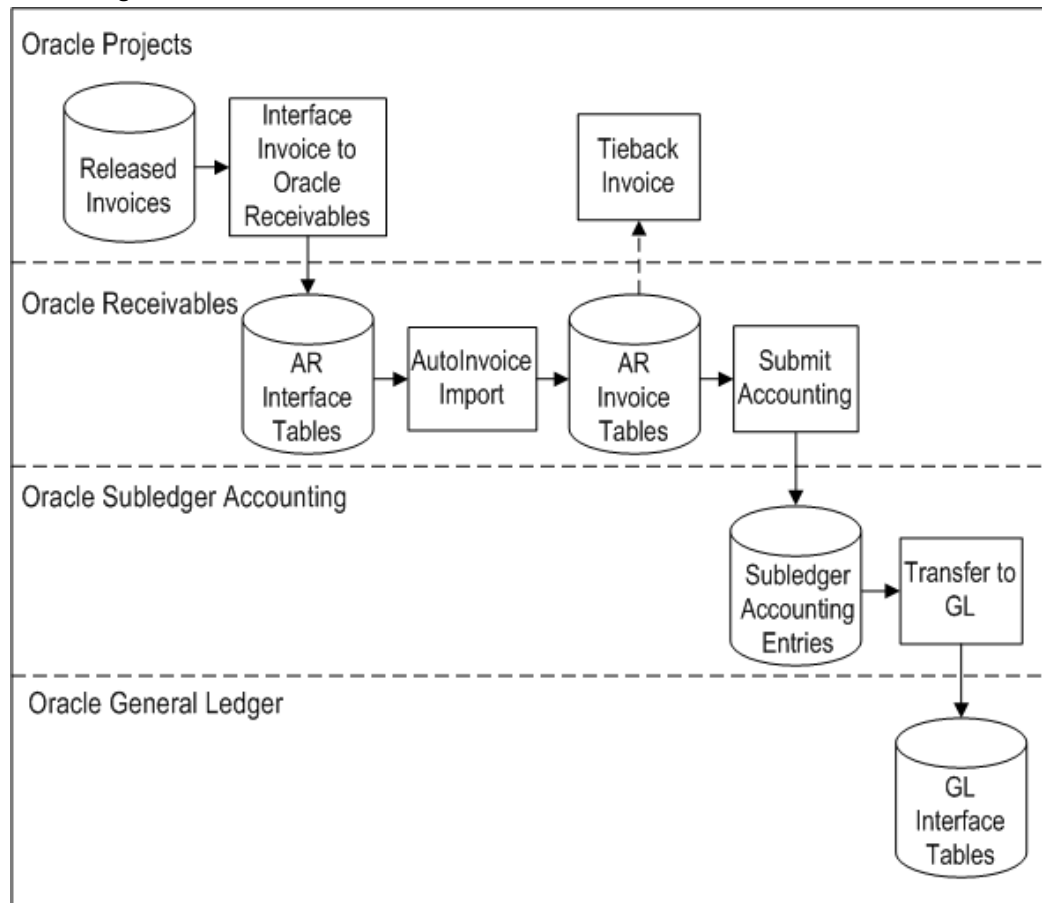 Oracle Projects
Released
Invoices
Interface
Invoice to
Oracle
Receivables
Tieback
Invoice
Oracle Receivables
AR
Interface
Tables
AutoInvoice
Import
AR
Invoice
Tables
Submit
Accounting
Oracle Subledger Accounting
Subledger
Accounting
Entries
Transfer to
GL
Oracle General Ledger
GL
Interface
Tables